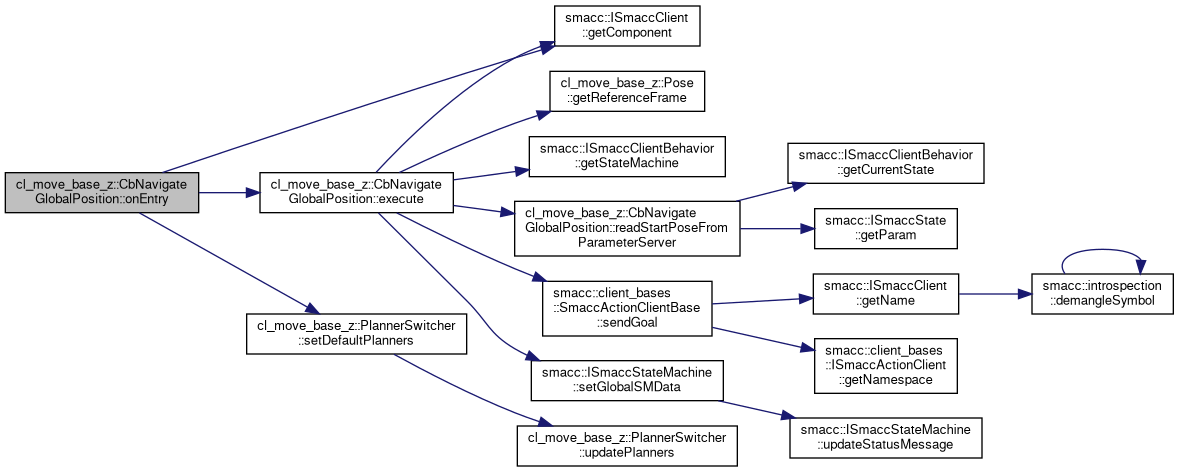 cl_move_base_z::CbNavigate
GlobalPosition::onEntry
cl_move_base_z::CbNavigate
GlobalPosition::execute
cl_move_base_z::PlannerSwitcher
::setDefaultPlanners
smacc::ISmaccClient
::getComponent
cl_move_base_z::Pose
::getReferenceFrame
smacc::ISmaccClientBehavior
::getStateMachine
cl_move_base_z::CbNavigate
GlobalPosition::readStartPoseFrom
ParameterServer
smacc::client_bases
::SmaccActionClientBase
::sendGoal
smacc::ISmaccStateMachine
::setGlobalSMData
cl_move_base_z::PlannerSwitcher
::updatePlanners
smacc::ISmaccClientBehavior
::getCurrentState
smacc::ISmaccState
::getParam
smacc::ISmaccClient
::getName
smacc::client_bases
::ISmaccActionClient
::getNamespace
smacc::ISmaccStateMachine
::updateStatusMessage
smacc::introspection
::demangleSymbol